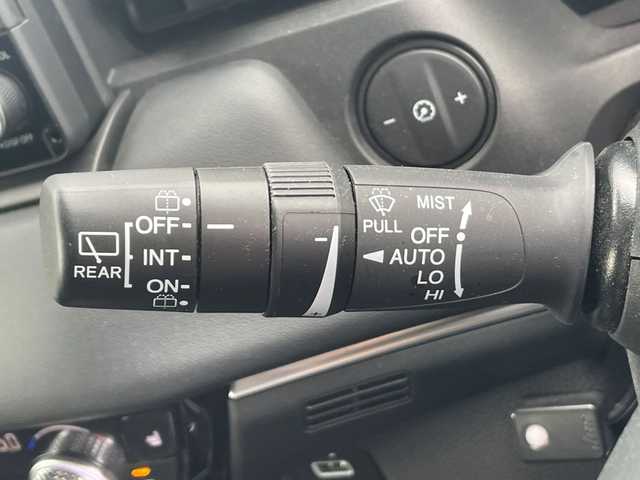 OFF
INT
ON
REAR
PULL
MIST
OFF
AUTO
LO
HI